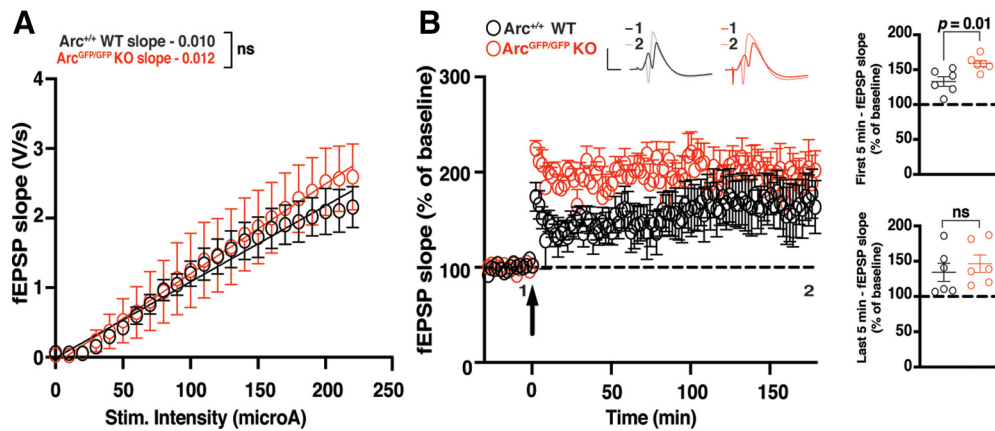 A
Arc+/+ WT slope - 0.010
ArcGFP/GFP KO slope - 0.012
ns
fEPSP slope (V/s)
4
3
2
1
0
0 50 100 150 200 250
Stim. Intensity (microA)
B
Arc+/+ WT
ArcGFP/GFP KO
1
2
1
2
fEPSP slope (% of baseline)
300
200
100
0
1
2
0 50 100 150
Time (min)
p = 0.01
First 5 min - fEPSP slope
(% of baseline)
200
150
100
50
0
ns
Last 5 min - fEPSP slope
(% of baseline)
200
150
100
50
0